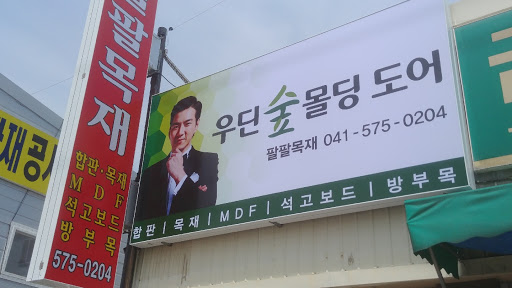 팔목재
합판·목재
MDF
석고보드
방부목
575-0204
우딘숲몰딩 도어
팔팔목재 041-575-0204
합판 | 목재 | MDF | 석고보드 | 방부목
재공